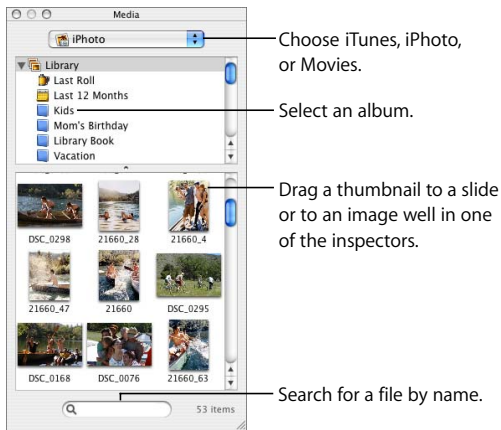 Media
iPhoto
Choose iTunes, iPhoto,
or Movies.
Library
Last Roll
Last 12 Months
Kids
Select an album.
Mom's Birthday
Library Book
Vacation
Drag a thumbnail to a slide
or to an image well in one
of the inspectors.
DSC_0298 21660_28 21660_4
21660_47 21660 DSC_0295
DSC_0168 DSC_0076 21660_63
Search for a file by name.
53 items